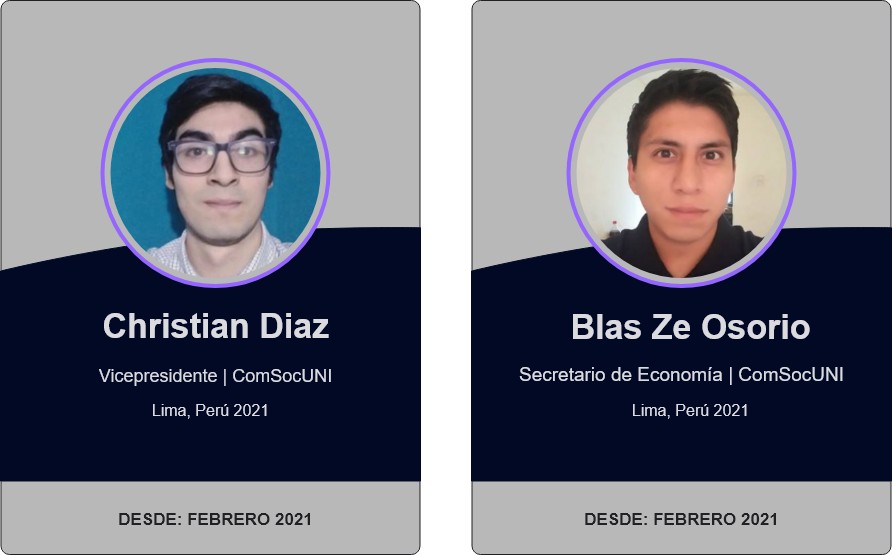 Christian Diaz
Vicepresidente | ComSocUNI
Lima, Perú 2021
DESDE: FEBRERO 2021
Blas Ze Osorio
Secretario de Economía | ComSocUNI
Lima, Perú 2021
DESDE: FEBRERO 2021